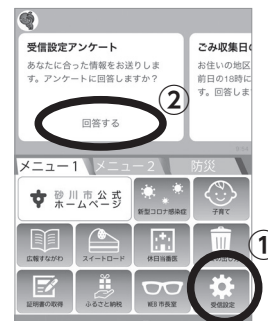 受信設定アンケート
あなたに合った情報をお送りしま
す。アンケートに回答しますか?
回答する
ごみ収集日
お住いの地区
前日の18時に
す。回答しま
②
メニュー1
メニュー2
防災
砂川市公式
ホームページ
新型コロナ感染症
子育て
①
広報すながわ
スイートロード
休日当番医
証明書の取得
ふるさと納税
WEB市長室
受信設定